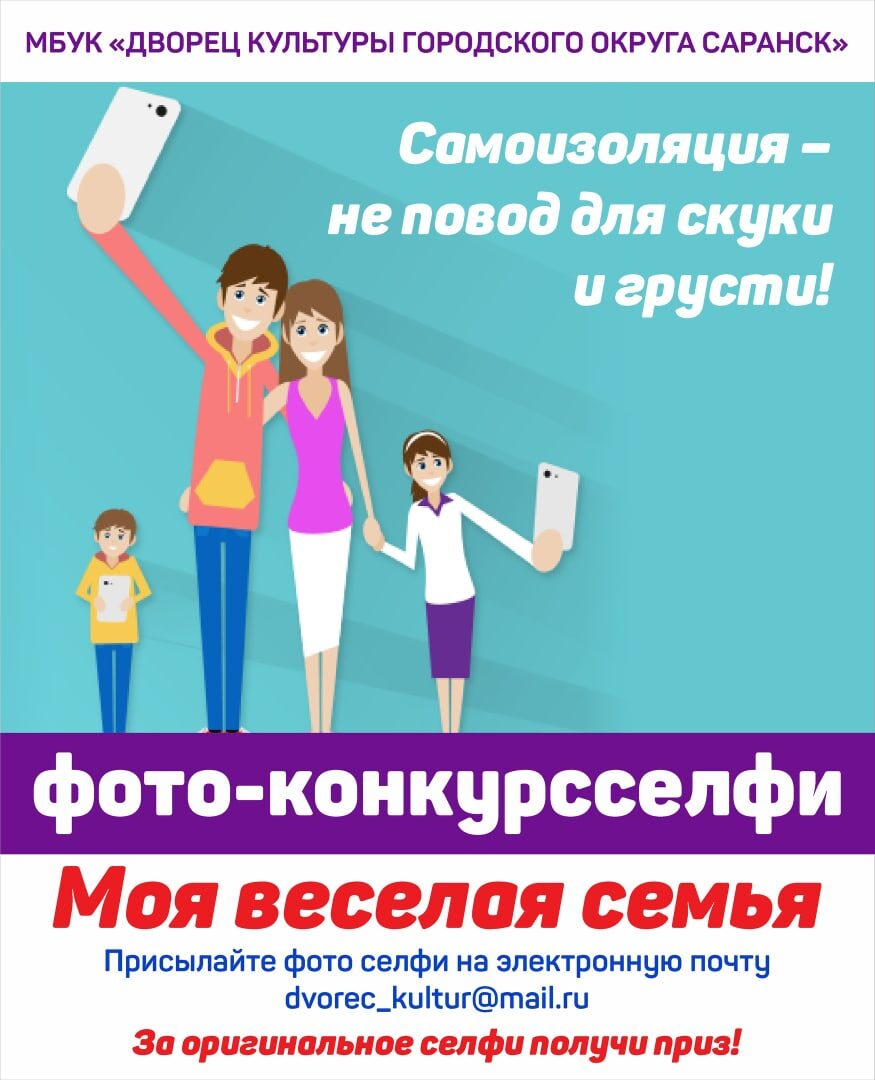 МБУК «ДВОРЕЦ КУЛЬТУРЫ ГОРОДСКОГО ОКРУГА САРАНСК»
Самоизоляция –
не повод для скуки
и грусти!
фото-конкурсселфи
Моя веселая семья
Присылайте фото селфи на электронную почту
dvorec_kultur@mail.ru
За оригинальное селфи получи приз!